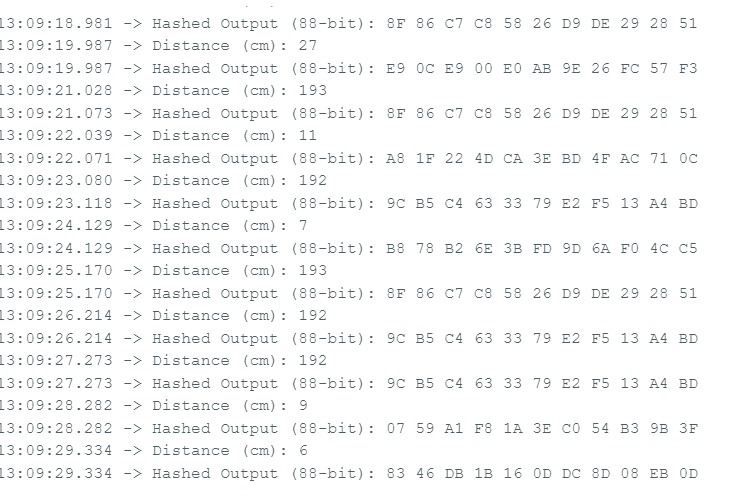 13:09:18.981 -> Hashed Output (88-bit): 8F 86 C7 C8 58 26 D9 DE 29 28 51
13:09:19.987 -> Distance (cm): 27
13:09:19.987 -> Hashed Output (88-bit): E9 0C E9 00 E0 AB 9E 26 FC 57 F3
13:09:21.028 -> Distance (cm): 193
13:09:21.073 -> Hashed Output (88-bit): 8F 86 C7 C8 58 26 D9 DE 29 28 51
13:09:22.039 -> Distance (cm): 11
13:09:22.071 -> Hashed Output (88-bit): A8 1F 22 4D CA 3E BD 4F AC 71 0C
13:09:23.080 -> Distance (cm): 192
13:09:23.118 -> Hashed Output (88-bit): 9C B5 C4 63 33 79 E2 F5 13 A4 BD
13:09:24.129 -> Distance (cm): 7
13:09:24.129 -> Hashed Output (88-bit): B8 78 B2 6E 3B FD 9D 6A F0 4C C5
13:09:25.170 -> Distance (cm): 193
13:09:25.170 -> Hashed Output (88-bit): 8F 86 C7 C8 58 26 D9 DE 29 28 51
13:09:26.214 -> Distance (cm): 192
13:09:26.214 -> Hashed Output (88-bit): 9C B5 C4 63 33 79 E2 F5 13 A4 BD
13:09:27.273 -> Distance (cm): 192
13:09:27.273 -> Hashed Output (88-bit): 9C B5 C4 63 33 79 E2 F5 13 A4 BD
13:09:28.282 -> Distance (cm): 9
13:09:28.282 -> Hashed Output (88-bit): 07 59 A1 F8 1A 3E C0 54 B3 9B 3F
13:09:29.334 -> Distance (cm): 6
13:09:29.334 -> Hashed Output (88-bit): 83 46 DB 1B 16 0D DC 8D 08 EB 0D